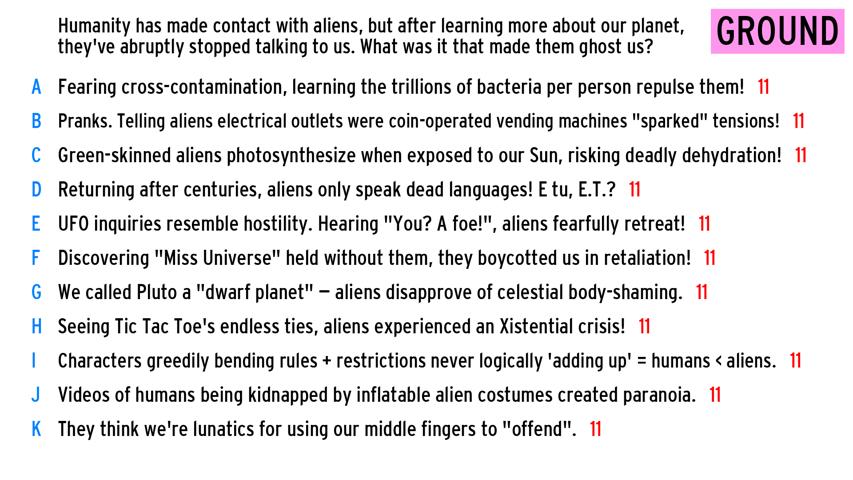 Humanity has made contact with aliens, but after learning more about our planet,
they've abruptly stopped talking to us. What was it that made them ghost us?
GROUND
A Fearing cross-contamination, learning the trillions of bacteria per person repulse them! 11
B Pranks. Telling aliens electrical outlets were coin-operated vending machines "sparked" tensions! 11
C Green-skinned aliens photosynthesize when exposed to our Sun, risking deadly dehydration! 11
D Returning after centuries, aliens only speak dead languages! E tu, E.T.? 11
E UFO inquiries resemble hostility. Hearing "You? A foe!", aliens fearfully retreat! 11
F Discovering "Miss Universe" held without them, they boycotted us in retaliation! 11
G We called Pluto a "dwarf planet" – aliens disapprove of celestial body-shaming. 11
H Seeing Tic Tac Toe's endless ties, aliens experienced an Xistential crisis! 11
I Characters greedily bending rules + restrictions never logically 'adding up' = humans < aliens. 11
J Videos of humans being kidnapped by inflatable alien costumes created paranoia. 11
K They think we're lunatics for using our middle fingers to "offend". 11